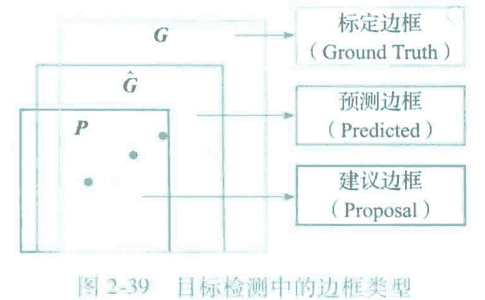 G
标定边框
（Ground Truth）
Ĝ
预测边框
（Predicted）
P
建议边框
（Proposal）
图 2-39 目标检测中的边框类型